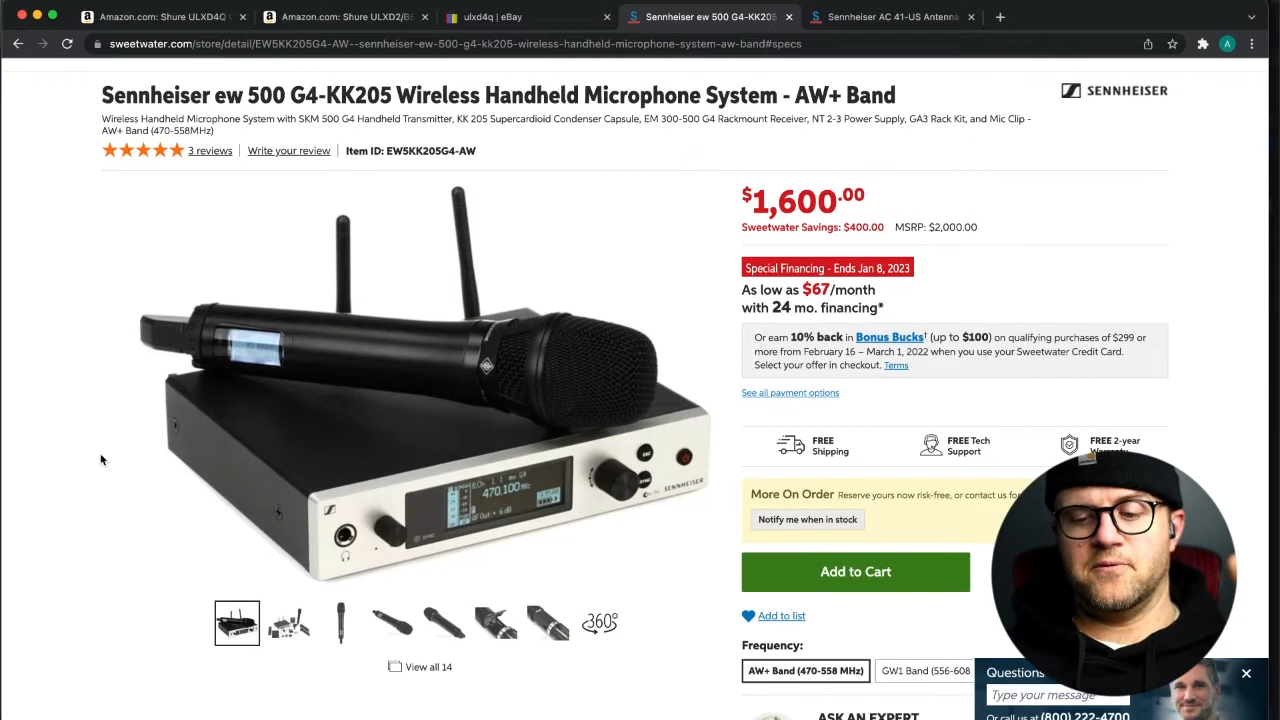 Amazon.com: Shure ULXD4Q
Amazon.com: Shure ULXD2/B5
ulxd4q | eBay
Sennheiser ew 500 G4-KK205
Sennheiser AC 41-US Antenna
sweetwater.com/store/detail/EW5KK205G4-AW--sennheiser-ew-500-g4-kk205-wireless-handheld-microphone-system-aw-band#specs
A
Sennheiser ew 500 G4-KK205 Wireless Handheld Microphone System - AW+ Band
SENNHEISER
Wireless Handheld Microphone System with SKM 500 G4 Handheld Transmitter, KK 205 Supercardioid Condenser Capsule, EM 300-500 G4 Rackmount Receiver, NT 2-3 Power Supply, GA3 Rack Kit, and Mic Clip -
AW+ Band (470-558MHz)
3 reviews | Write your review | Item ID: EW5KK205G4-AW
$1,600.00
Sweetwater Savings: $400.00 MSRP: $2,000.00
Special Financing - Ends Jan 8, 2023
As low as $67/month
with 24 mo. financing*
Or earn 10% back in Bonus Bucks† (up to $100) on qualifying purchases of $299 or
more from February 16 – March 1, 2022 when you use your Sweetwater Credit Card.
Select your offer in checkout. Terms
See all payment options
FREE
Shipping
FREE Tech
Support
FREE 2-year
Warranty
More On Order Reserve yours now risk-free, or contact us for
Notify me when in stock
Add to Cart
Add to list
Frequency:
AW+ Band (470-558 MHz)
GW1 Band (556-608
470.100 MHz
SENNHEISER
ESC
SYNC
SYNC
360°
View all 14
Questions
Type your message
Or call us at (800) 222-4700
ASK AN EXPERT